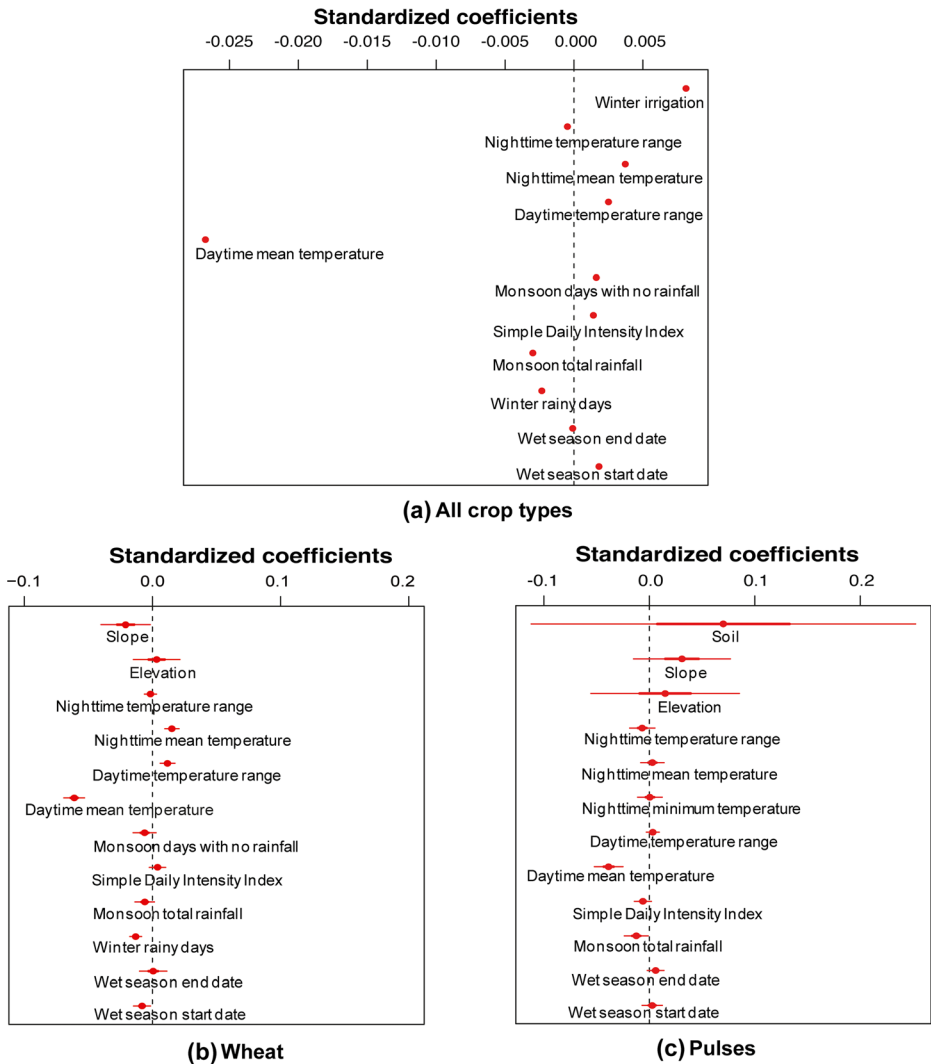 Standardized coefficients
-0.025 -0.020 -0.015 -0.010 -0.005 0.000 0.005
Winter irrigation
Nighttime temperature range
Nighttime mean temperature
Daytime temperature range
Daytime mean temperature
Monsoon days with no rainfall
Simple Daily Intensity Index
Monsoon total rainfall
Winter rainy days
Wet season end date
Wet season start date
(a) All crop types
Standardized coefficients
−0.1 0.0 0.1 0.2
Slope
Elevation
Nighttime temperature range
Nighttime mean temperature
Daytime temperature range
Daytime mean temperature
Monsoon days with no rainfall
Simple Daily Intensity Index
Monsoon total rainfall
Winter rainy days
Wet season end date
Wet season start date
(b) Wheat
Standardized coefficients
-0.1 0.0 0.1 0.2
Soil
Slope
Elevation
Nighttime temperature range
Nighttime mean temperature
Nighttime minimum temperature
Daytime temperature range
Daytime mean temperature
Simple Daily Intensity Index
Monsoon total rainfall
Wet season end date
Wet season start date
(c) Pulses